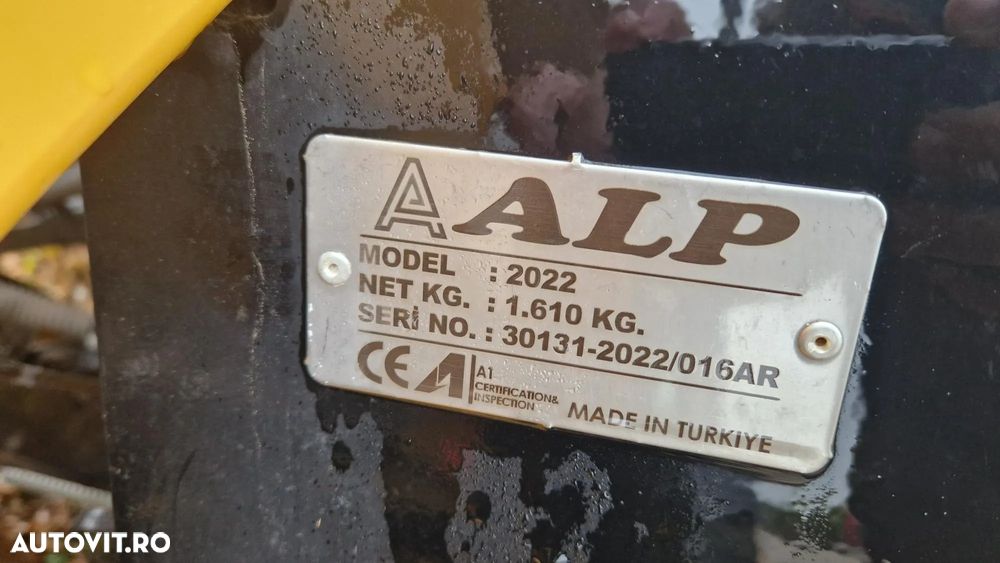 A ALP
MODEL : 2022
NET KG. : 1.610 KG.
SERİ NO. : 30131-2022/016AR
CE A1
CERTIFICATION&
INSPECTION
MADE IN TURKIYE
AUTOVIT.RO